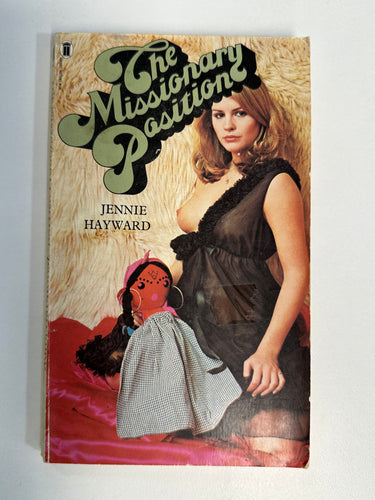 The
Missionary
Position
JENNIE
HAYWARD